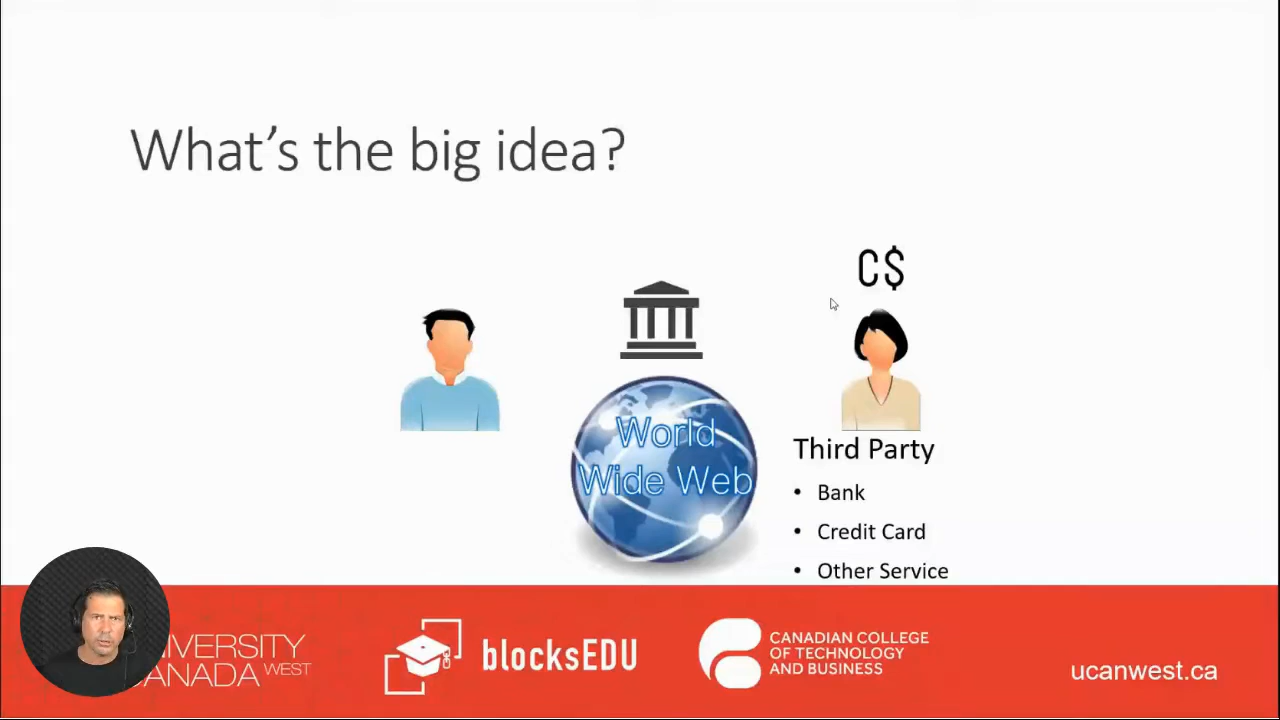 What's the big idea?
C$
World
Wide Web
Third Party
• Bank
• Credit Card
• Other Service
WEST
blocksEDU
CANADIAN COLLEGE
OF TECHNOLOGY
AND BUSINESS
ucanwest.ca